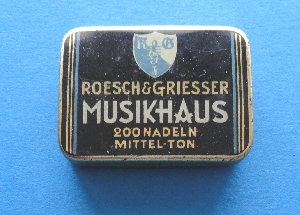 R & G
ROESCH & GRIESSER
MUSIKHAUS
200 NADELN
MITTEL-TON